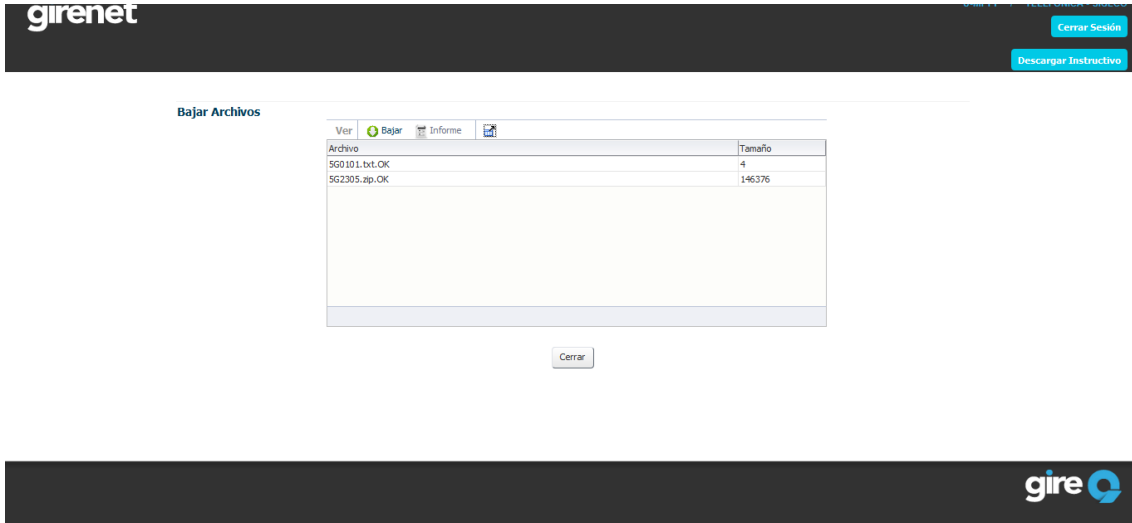 girenet
Cerrar Sesión
Descargar Instructivo
Bajar Archivos
Ver Bajar Informe
Archivo Tamaño
5G0101.txt.OK 4
5G2305.zip.OK 146376
Cerrar
gire